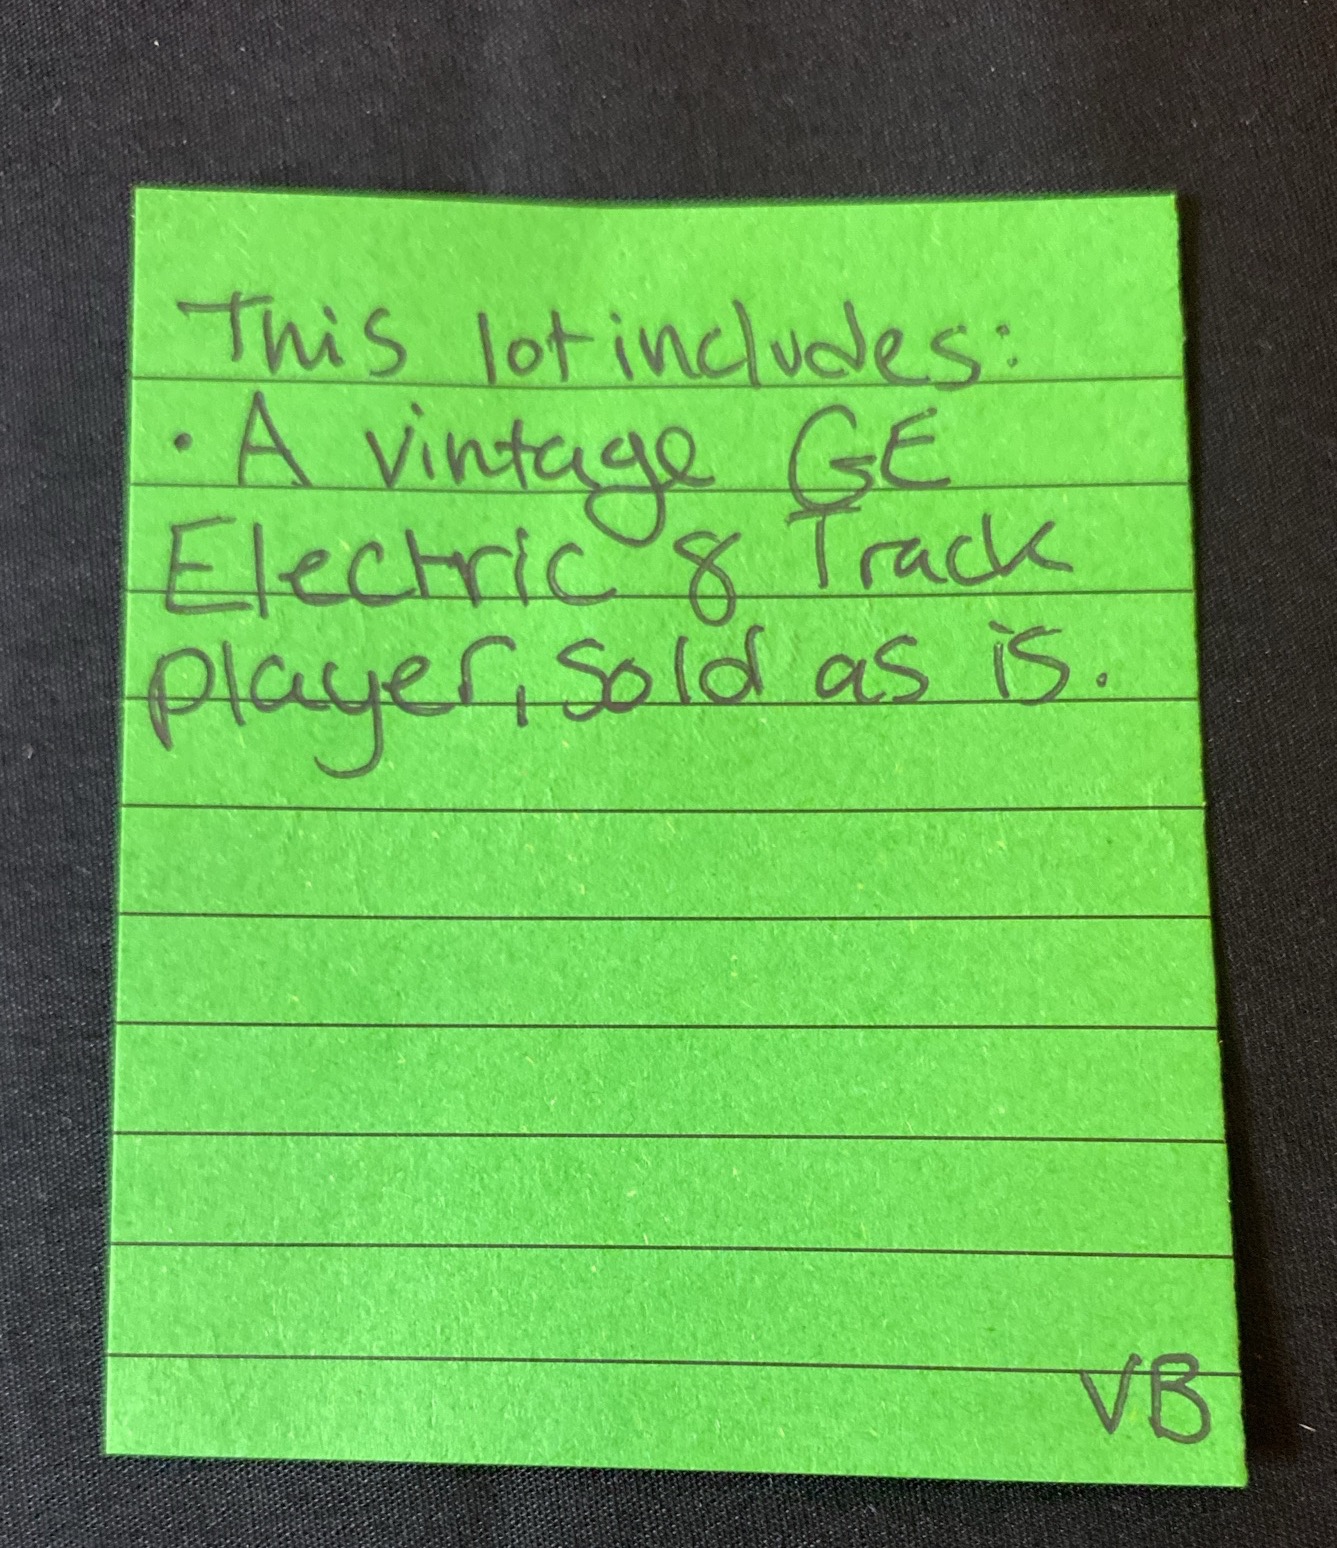 This lot includes:
• A vintage GE
Electric 8 Track
player, sold as is.
VB